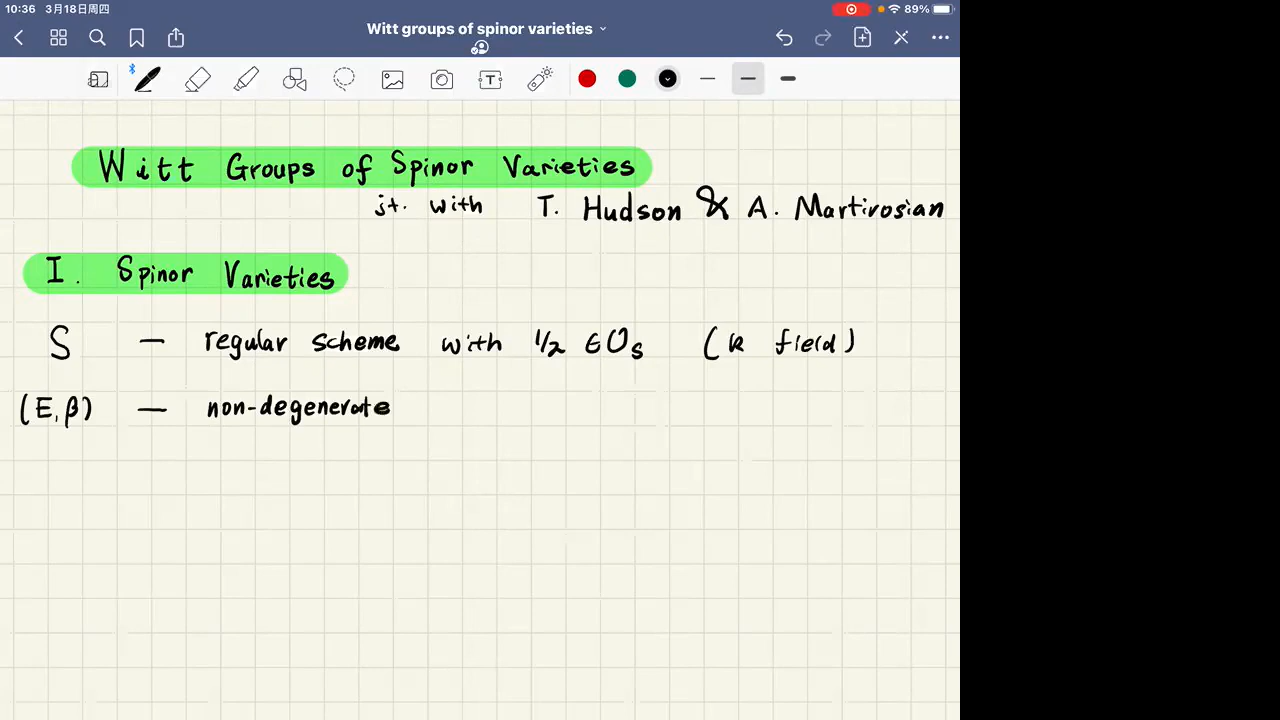 10:36 3月18日周四 89%
Witt groups of spinor varieties
T
Witt Groups of Spinor Varieties
jt. with T. Hudson & A. Martirosian
I. Spinor Varieties
S — regular scheme with 1/2 ∈ O_S (k field)
(E, β) — non-degenerate